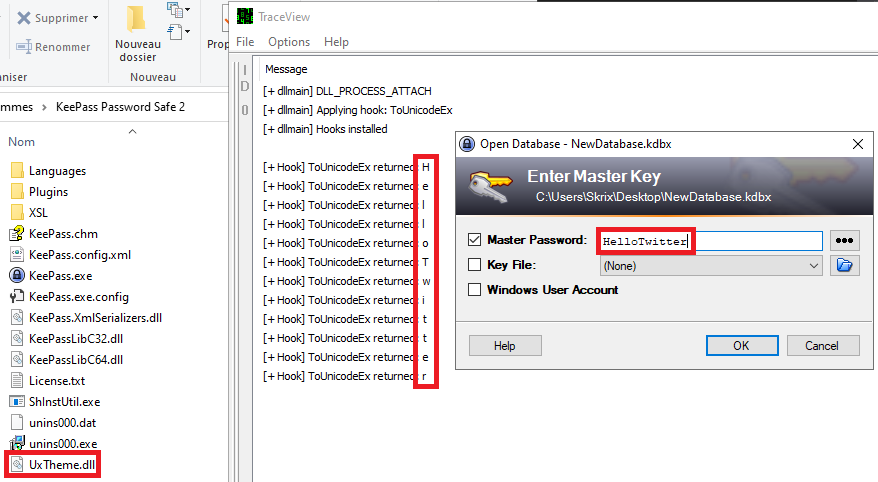 Supprimer
Renommer
Nouveau
dossier
niser
Nouveau
mmes > KeePass Password Safe 2
Nom
Languages
Plugins
XSL
KeePass.chm
KeePass.config.xml
KeePass.exe
KeePass.exe.config
KeePass.XmlSerializers.dll
KeePassLibC32.dll
KeePassLibC64.dll
License.txt
ShInstUtil.exe
unins000.dat
unins000.exe
UxTheme.dll
TraceView
File Options Help
I
D
0
Message
[+ dllmain] DLL_PROCESS_ATTACH
[+ dllmain] Applying hook: ToUnicodeEx
[+ dllmain] Hooks installed
[+ Hook] ToUnicodeEx returned: H
[+ Hook] ToUnicodeEx returned: e
[+ Hook] ToUnicodeEx returned: l
[+ Hook] ToUnicodeEx returned: l
[+ Hook] ToUnicodeEx returned: o
[+ Hook] ToUnicodeEx returned: T
[+ Hook] ToUnicodeEx returned: w
[+ Hook] ToUnicodeEx returned: i
[+ Hook] ToUnicodeEx returned: t
[+ Hook] ToUnicodeEx returned: t
[+ Hook] ToUnicodeEx returned: e
[+ Hook] ToUnicodeEx returned: r
Open Database - NewDatabase.kdbx
Enter Master Key
C:\Users\Skrix\Desktop\NewDatabase.kdbx
Master Password: HelloTwitter
Key File: (None)
Windows User Account
Help OK Cancel